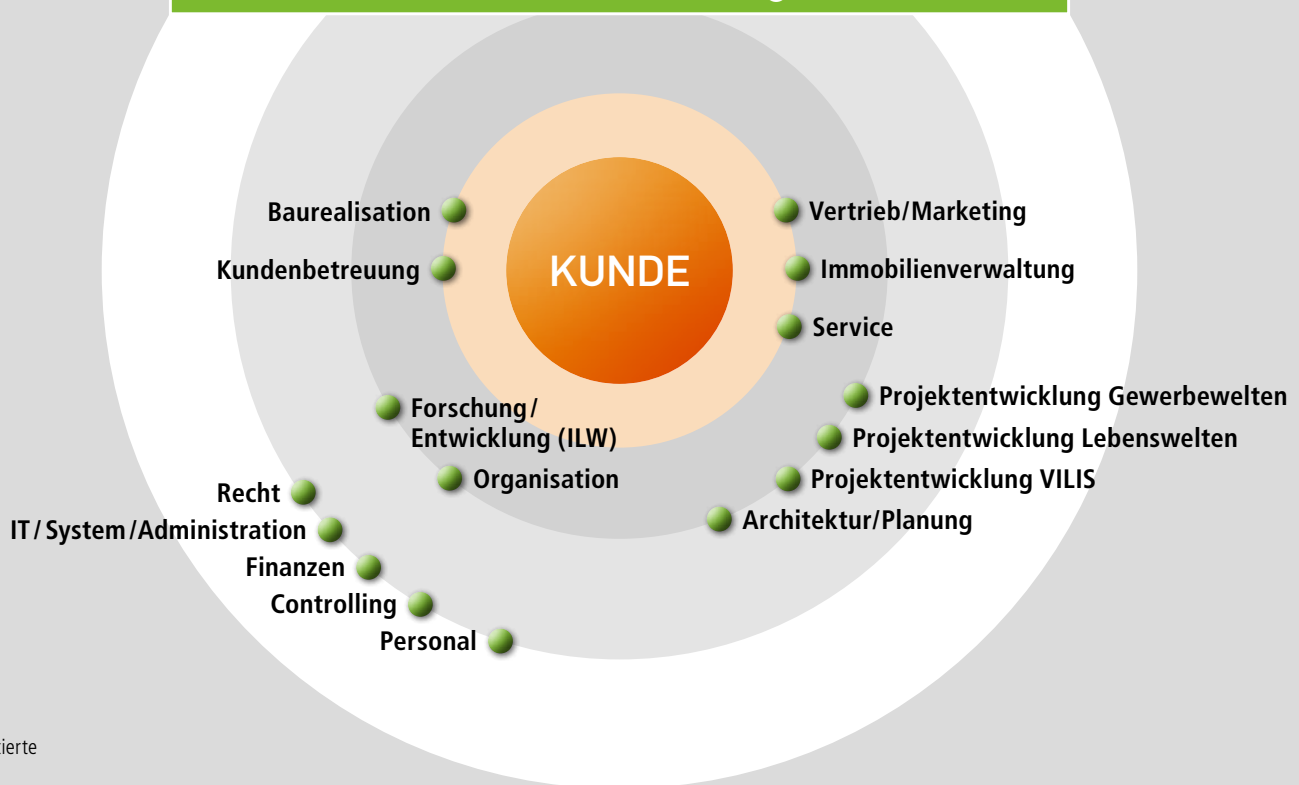 Baurealisation
Vertrieb/Marketing
KUNDE
Kundenbetreuung
Immobilienverwaltung
Service
Projektentwicklung Gewerbewelten
Forschung/
Entwicklung (ILW)
Projektentwicklung Lebenswelten
Organisation
Projektentwicklung VILIS
Recht
Architektur/Planung
IT/System/Administration
Finanzen
Controlling
Personal
ierte